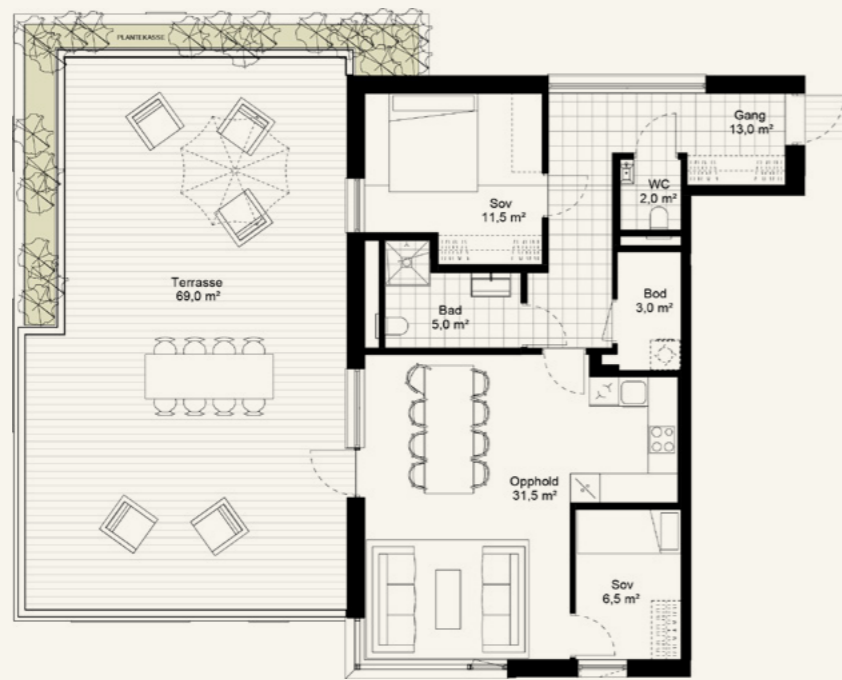 PLANTEKASSE
Gang
13,0 m²
WC
2,0 m²
Sov
11,5 m²
Terrasse
69,0 m²
Bod
3,0 m²
Bad
5,0 m²
Opphold
31,5 m²
Sov
6,5 m²